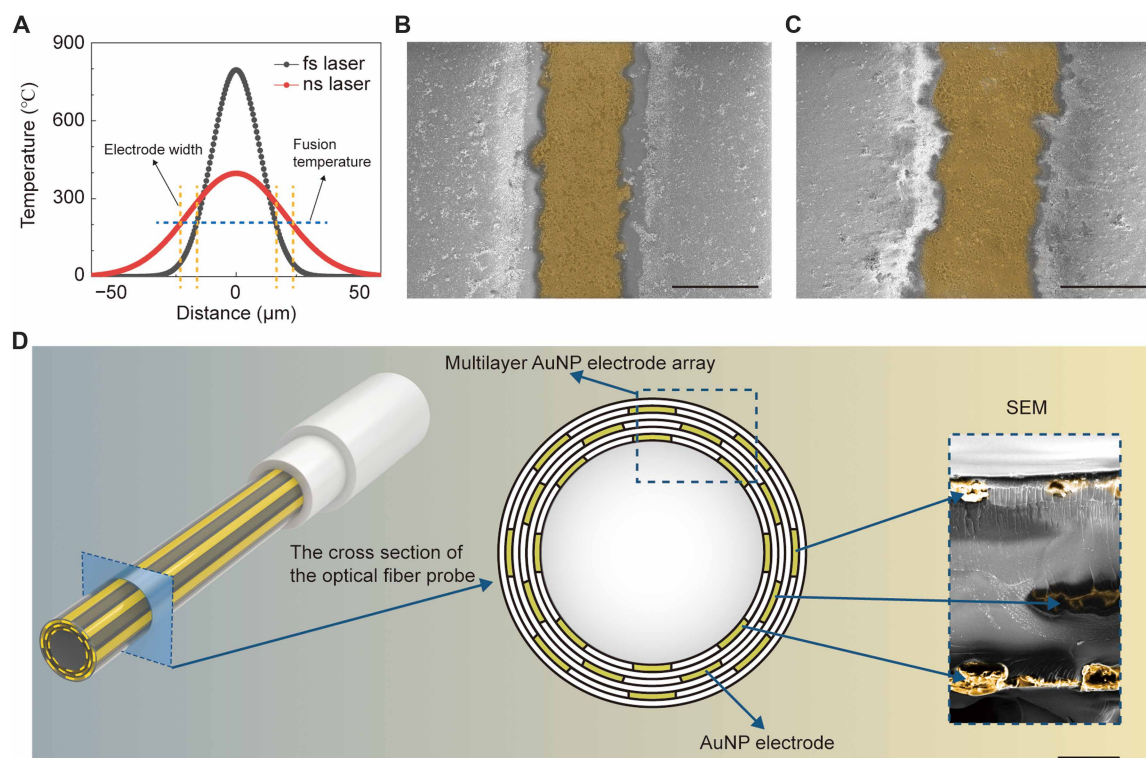 A
900
600
300
0
Temperature (°C)
fs laser
ns laser
Electrode width
Fusion
temperature
−50
0
50
Distance (µm)
B
C
D
Multilayer AuNP electrode array
SEM
The cross section of
the optical fiber probe
AuNP electrode